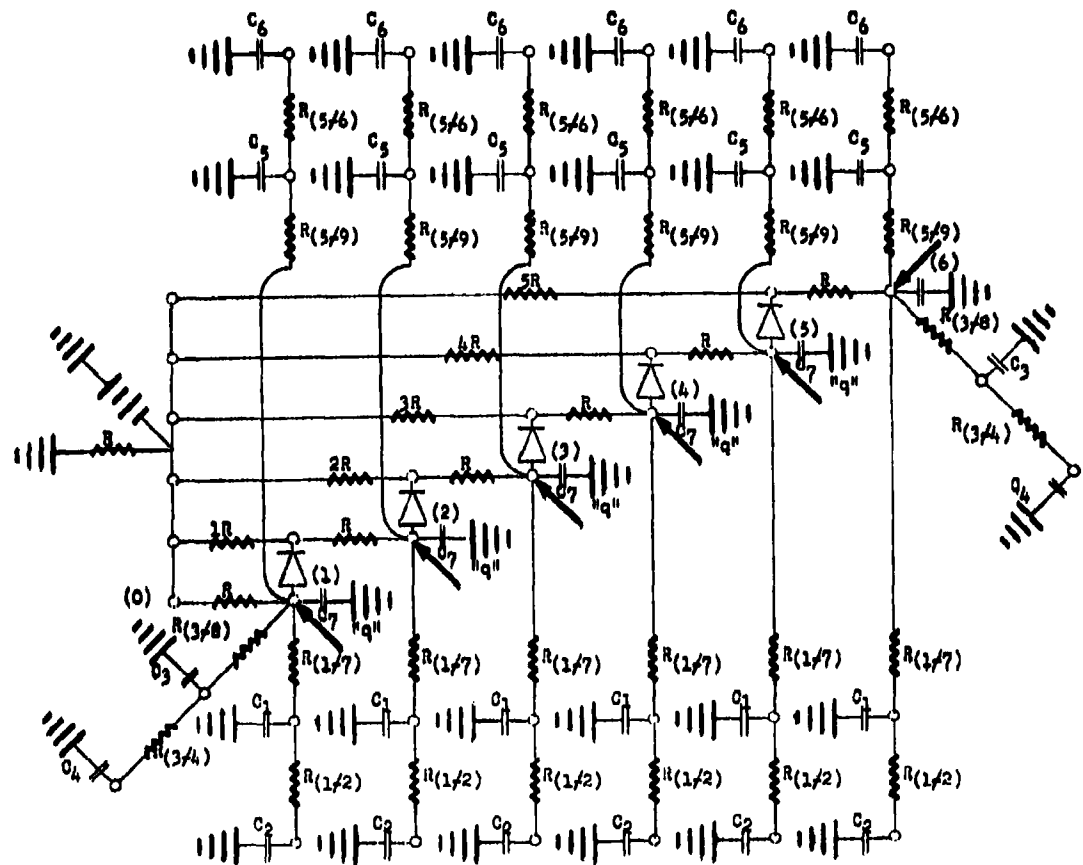 C6 C6 C6 C6 C6 C6
R(5/6) R(5/6) R(5/6) R(5/6) R(5/6) R(5/6)
C5 C5 C5 C5 C5 C5
R(5/9) R(5/9) R(5/9) R(5/9) R(5/9) R(5/9)
(6)
5R R
R(3/8)
(5)
4R R
C7 "q"
C3
(4)
3R R
C7 "q"
R(3/4)
R
(3)
2R R
C7 "q"
C4
(2)
1R R
C7 "q"
(1)
(0) R
C7 "q"
R(3/8)
R(1/7) R(1/7) R(1/7) R(1/7) R(1/7) R(1/7)
C3
C1 C1 C1 C1 C1 C1
R(3/4)
C4
R(1/2) R(1/2) R(1/2) R(1/2) R(1/2) R(1/2)
C2 C2 C2 C2 C2 C2